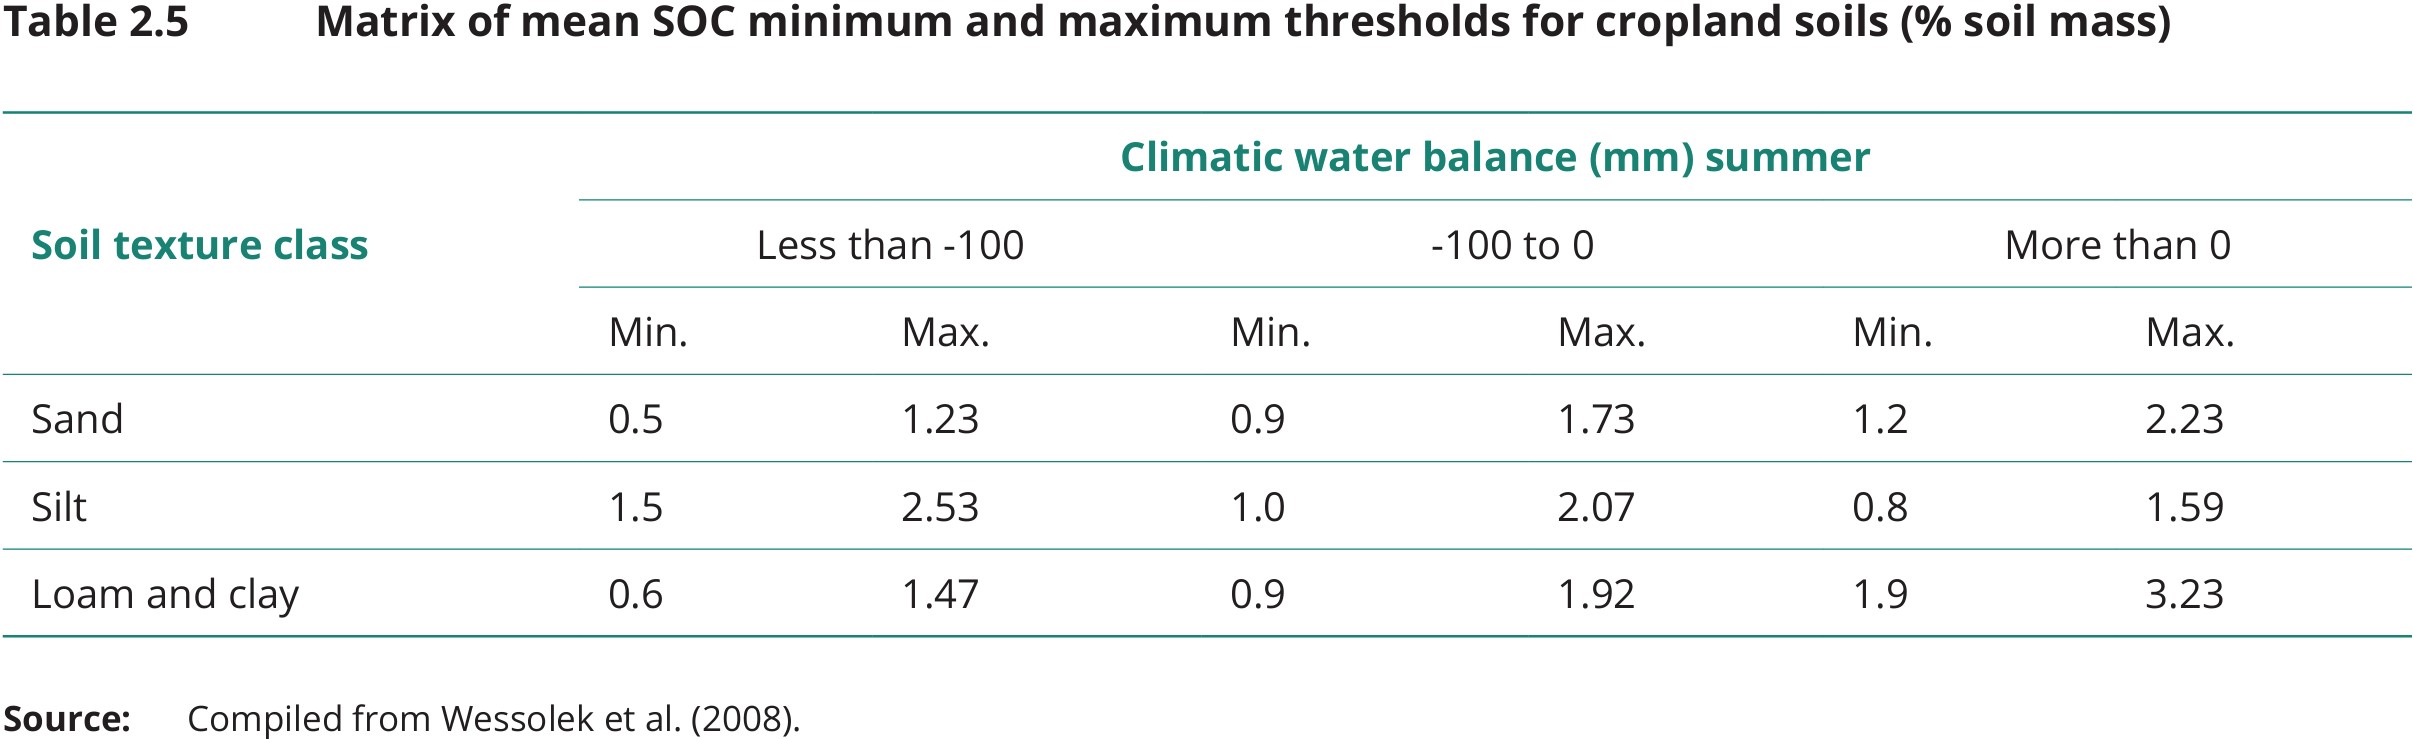 Table 2.5 Matrix of mean SOC minimum and maximum thresholds for cropland soils (% soil mass)
Climatic water balance (mm) summer
Soil texture class Less than -100 -100 to 0 More than 0
Min. Max. Min. Max. Min. Max.
Sand 0.5 1.23 0.9 1.73 1.2 2.23
Silt 1.5 2.53 1.0 2.07 0.8 1.59
Loam and clay 0.6 1.47 0.9 1.92 1.9 3.23
Source: Compiled from Wessolek et al. (2008).